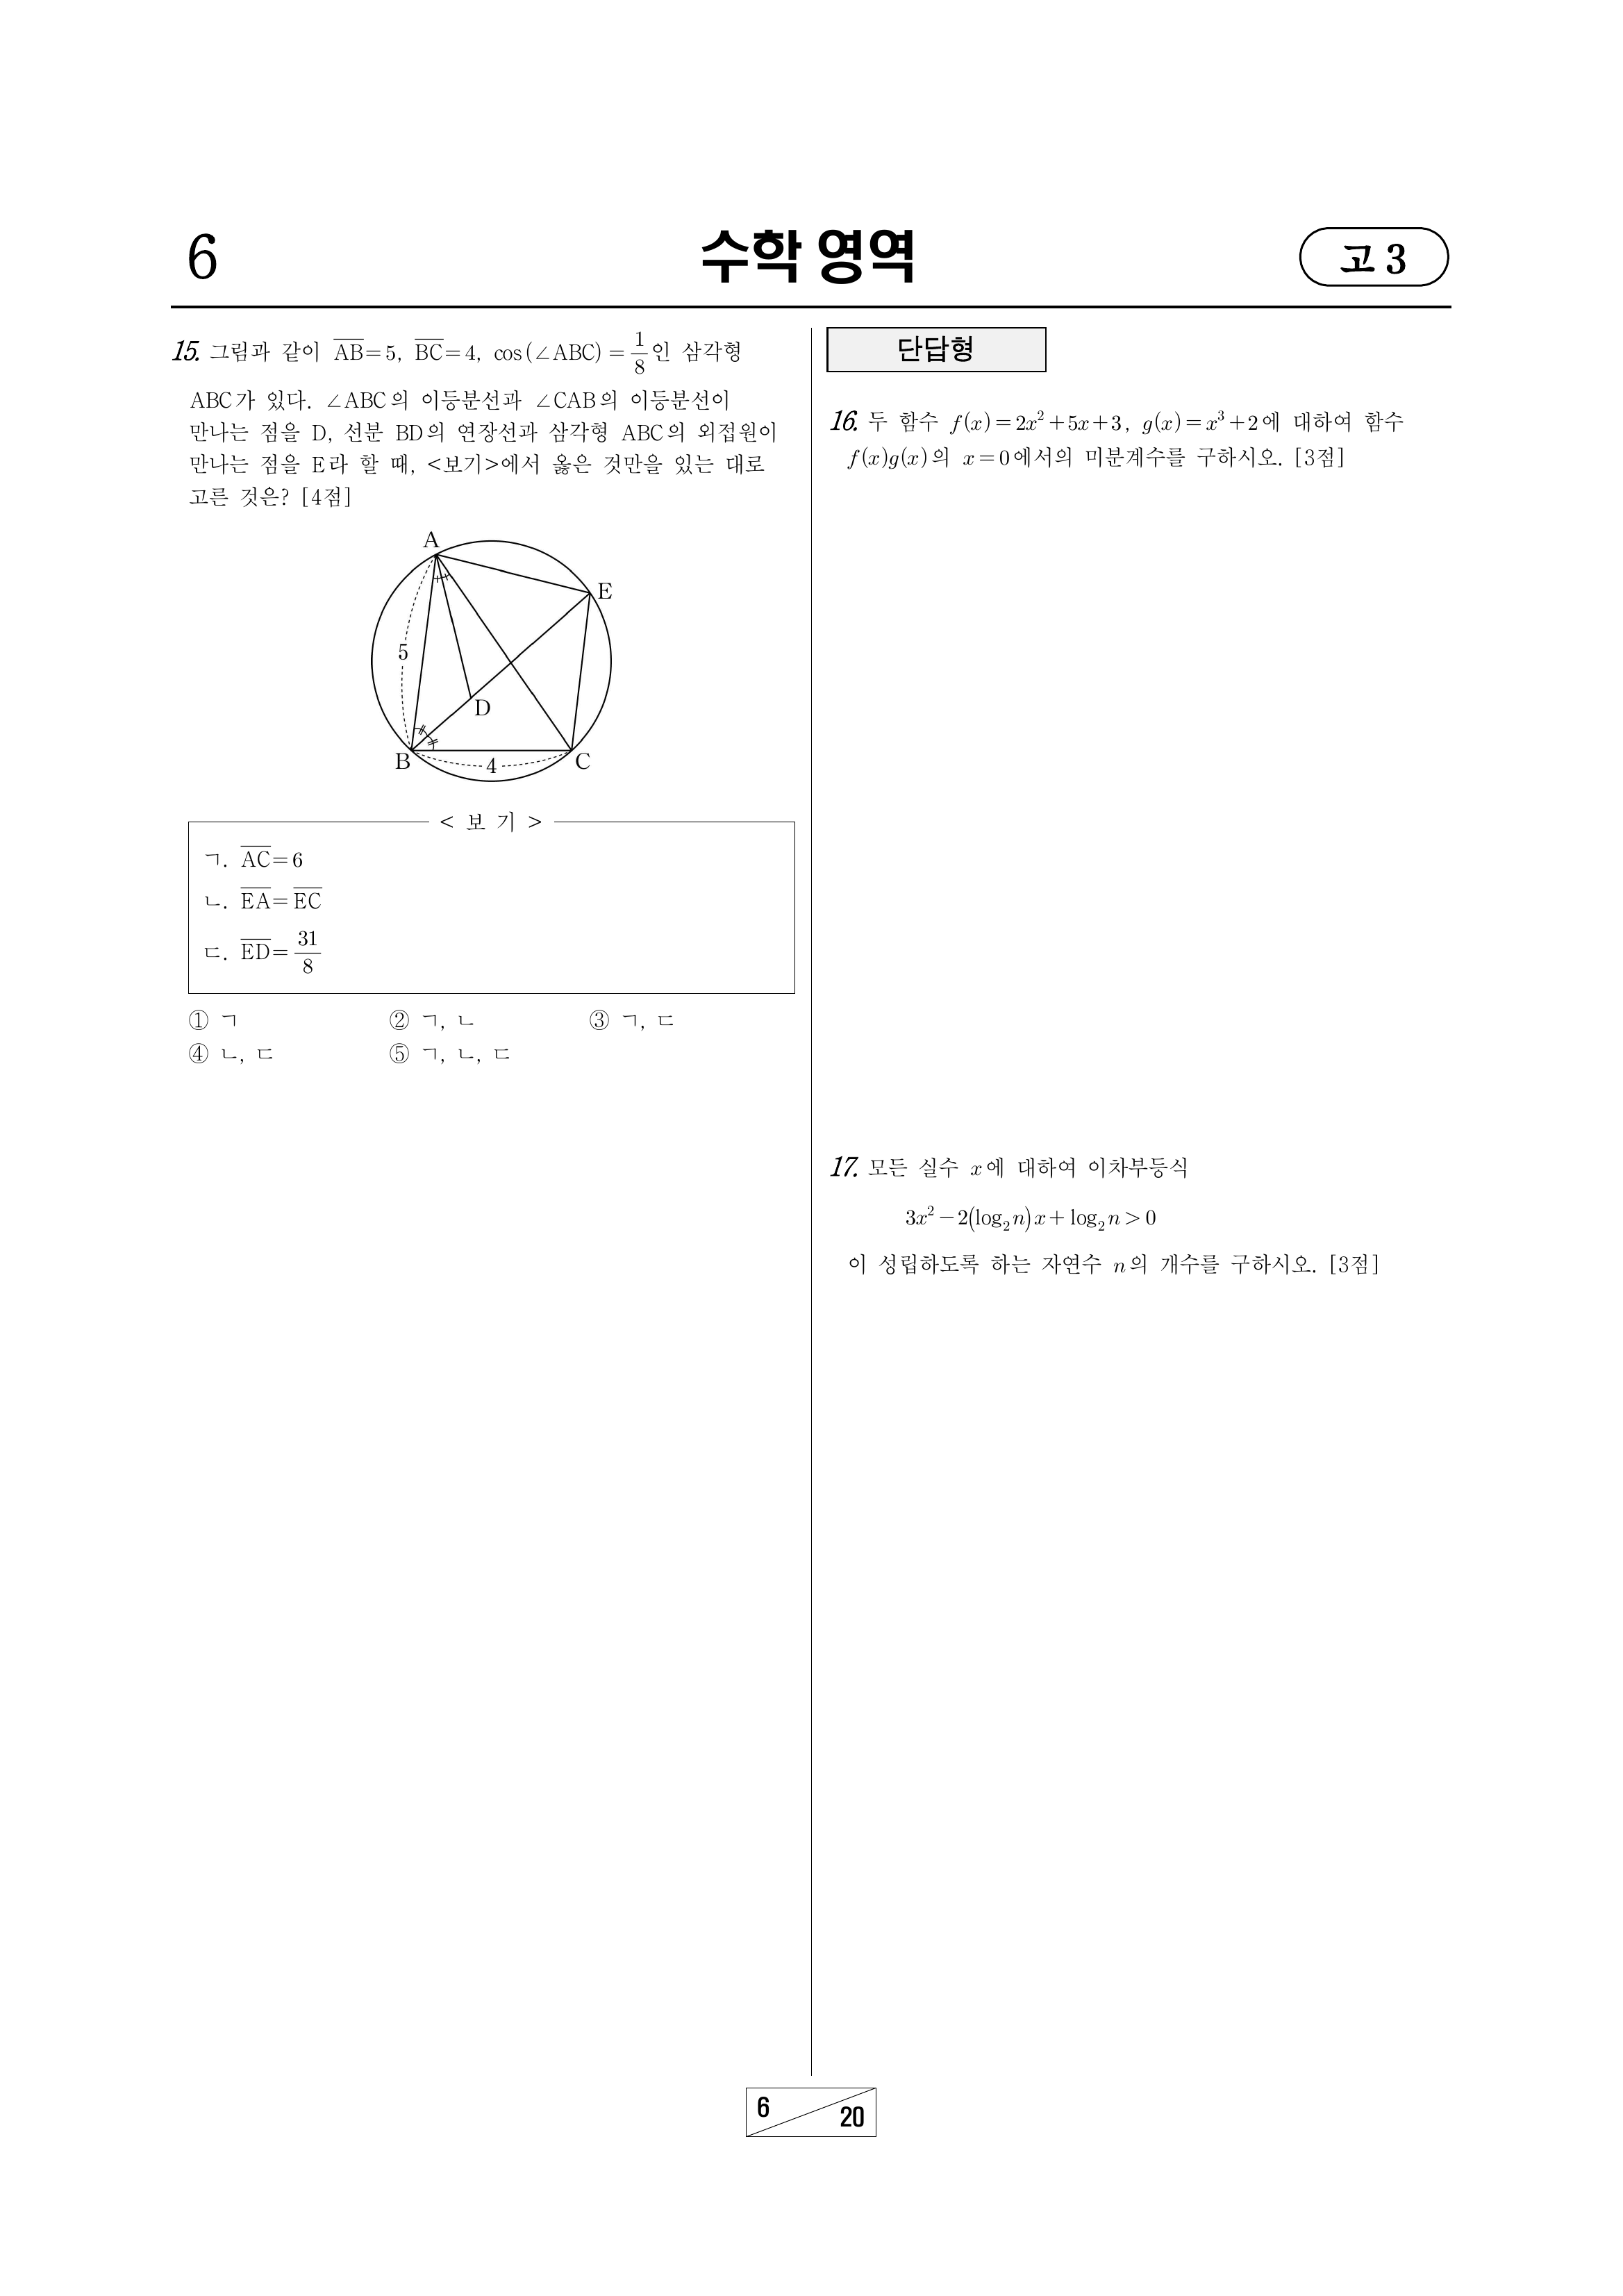 6
수학 영역
고 3
15. 그림과 같이 $\overline{AB}=5$, $\overline{BC}=4$, $\cos(\angle ABC)=\frac{1}{8}$인 삼각형
ABC가 있다. ∠ABC의 이등분선과 ∠CAB의 이등분선이
만나는 점을 D, 선분 BD의 연장선과 삼각형 ABC의 외접원이
만나는 점을 E라 할 때, <보기>에서 옳은 것만을 있는 대로
고른 것은? [4점]
A
E
5
D
B
4
C
< 보 기 >
ㄱ. $\overline{AC}=6$
ㄴ. $\overline{EA}=\overline{EC}$
ㄷ. $\overline{ED}=\frac{31}{8}$
① ㄱ ② ㄱ, ㄴ ③ ㄱ, ㄷ
④ ㄴ, ㄷ ⑤ ㄱ, ㄴ, ㄷ
단답형
16. 두 함수 $f(x)=2x^2+5x+3$, $g(x)=x^3+2$에 대하여 함수
$f(x)g(x)$의 $x=0$에서의 미분계수를 구하시오. [3점]
17. 모든 실수 $x$에 대하여 이차부등식
$3x^2-2(\log_2 n)x+\log_2 n>0$
이 성립하도록 하는 자연수 $n$의 개수를 구하시오. [3점]
6
20